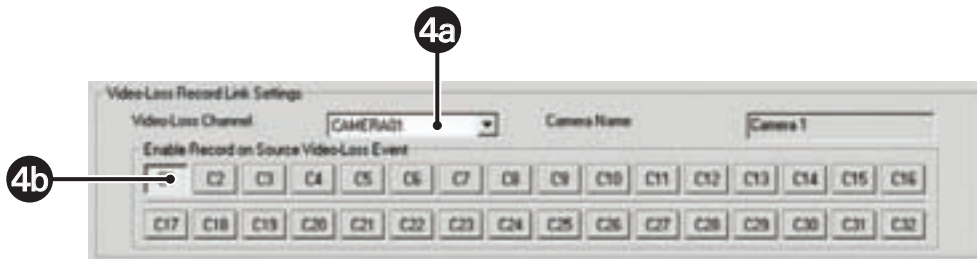 4a
Video-Loss Record Link Settings
Video-Loss Channel CAMERA01 Camera Name Camera 1
Enable Record on Source Video-Loss Event
4b
C2 C3 C4 C5 C6 C7 C8 C9 C10 C11 C12 C13 C14 C15 C16
C17 C18 C19 C20 C21 C22 C23 C24 C25 C26 C27 C28 C29 C30 C31 C32